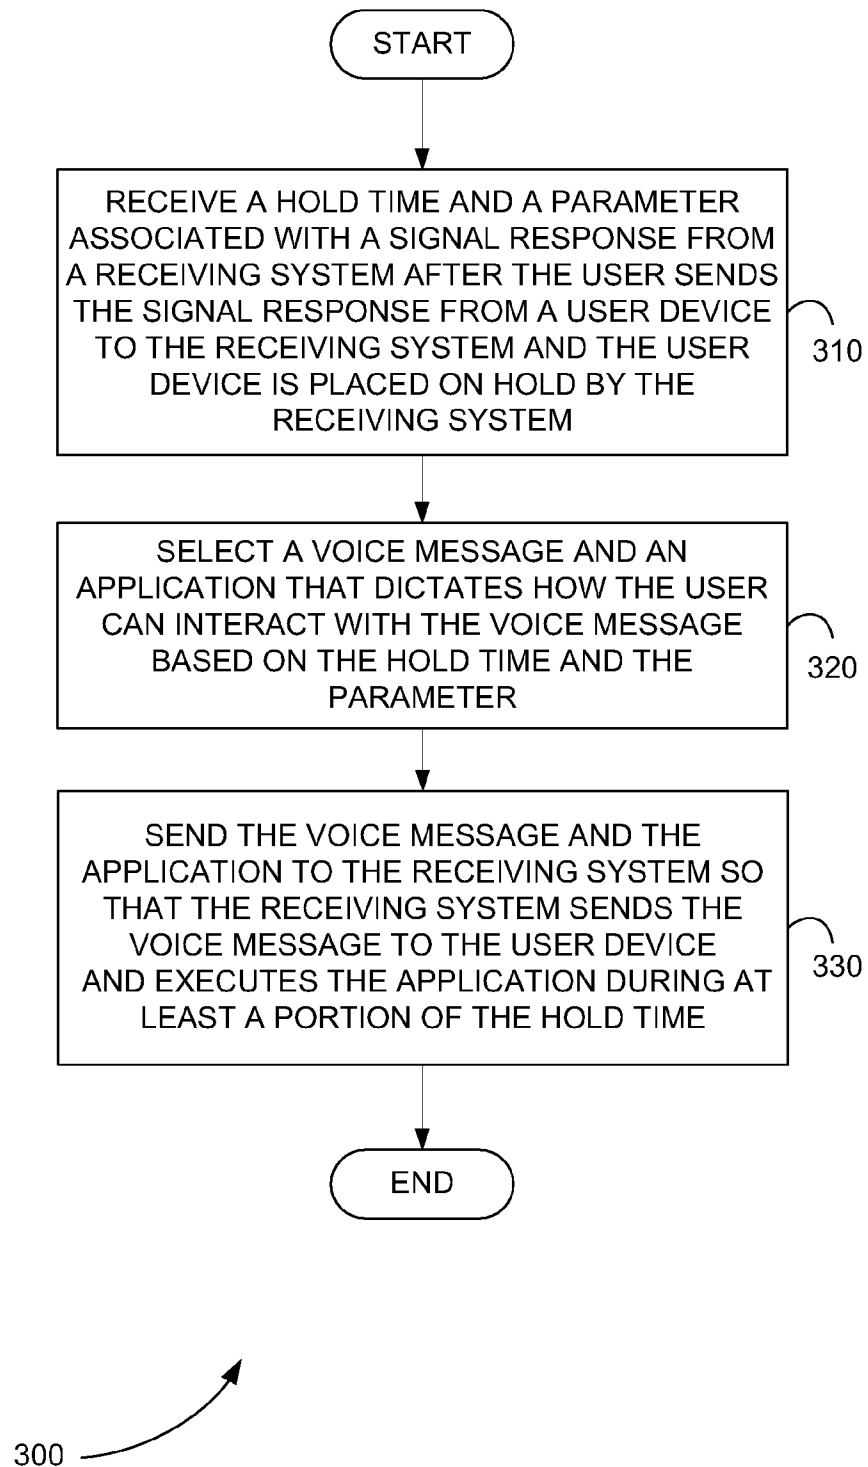 START
RECEIVE A HOLD TIME AND A PARAMETER
ASSOCIATED WITH A SIGNAL RESPONSE FROM
A RECEIVING SYSTEM AFTER THE USER SENDS
THE SIGNAL RESPONSE FROM A USER DEVICE
TO THE RECEIVING SYSTEM AND THE USER
DEVICE IS PLACED ON HOLD BY THE
RECEIVING SYSTEM
310
SELECT A VOICE MESSAGE AND AN
APPLICATION THAT DICTATES HOW THE USER
CAN INTERACT WITH THE VOICE MESSAGE
BASED ON THE HOLD TIME AND THE
PARAMETER
320
SEND THE VOICE MESSAGE AND THE
APPLICATION TO THE RECEIVING SYSTEM SO
THAT THE RECEIVING SYSTEM SENDS THE
VOICE MESSAGE TO THE USER DEVICE
AND EXECUTES THE APPLICATION DURING AT
LEAST A PORTION OF THE HOLD TIME
330
END
300